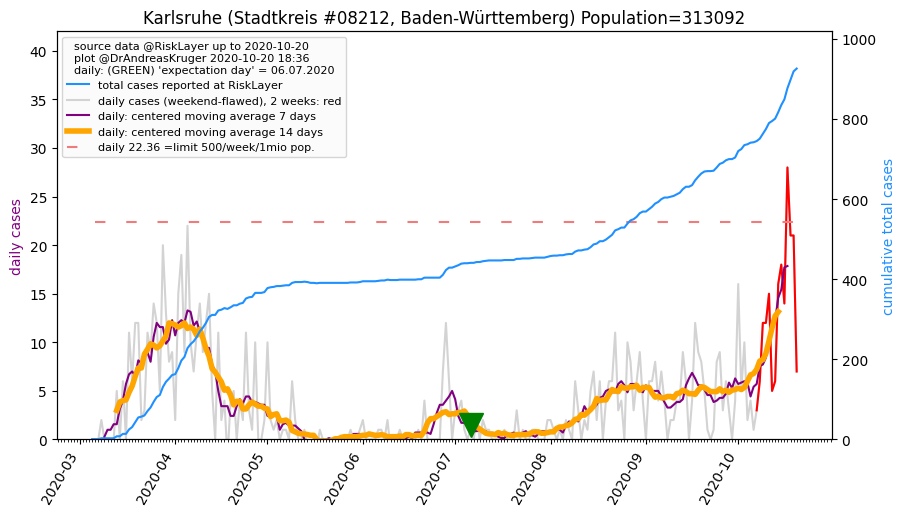 Karlsruhe (Stadtkreis #08212, Baden-Württemberg) Population=313092
source data @RiskLayer up to 2020-10-20
plot @DrAndreasKruger 2020-10-20 18:36
daily: (GREEN) 'expectation day' = 06.07.2020
total cases reported at RiskLayer
daily cases (weekend-flawed), 2 weeks: red
daily: centered moving average 7 days
daily: centered moving average 14 days
daily 22.36 =limit 500/week/1mio pop.
daily cases
40
35
30
25
20
15
10
5
0
cumulative total cases
1000
800
600
400
200
0
2020-03
2020-04
2020-05
2020-06
2020-07
2020-08
2020-09
2020-10